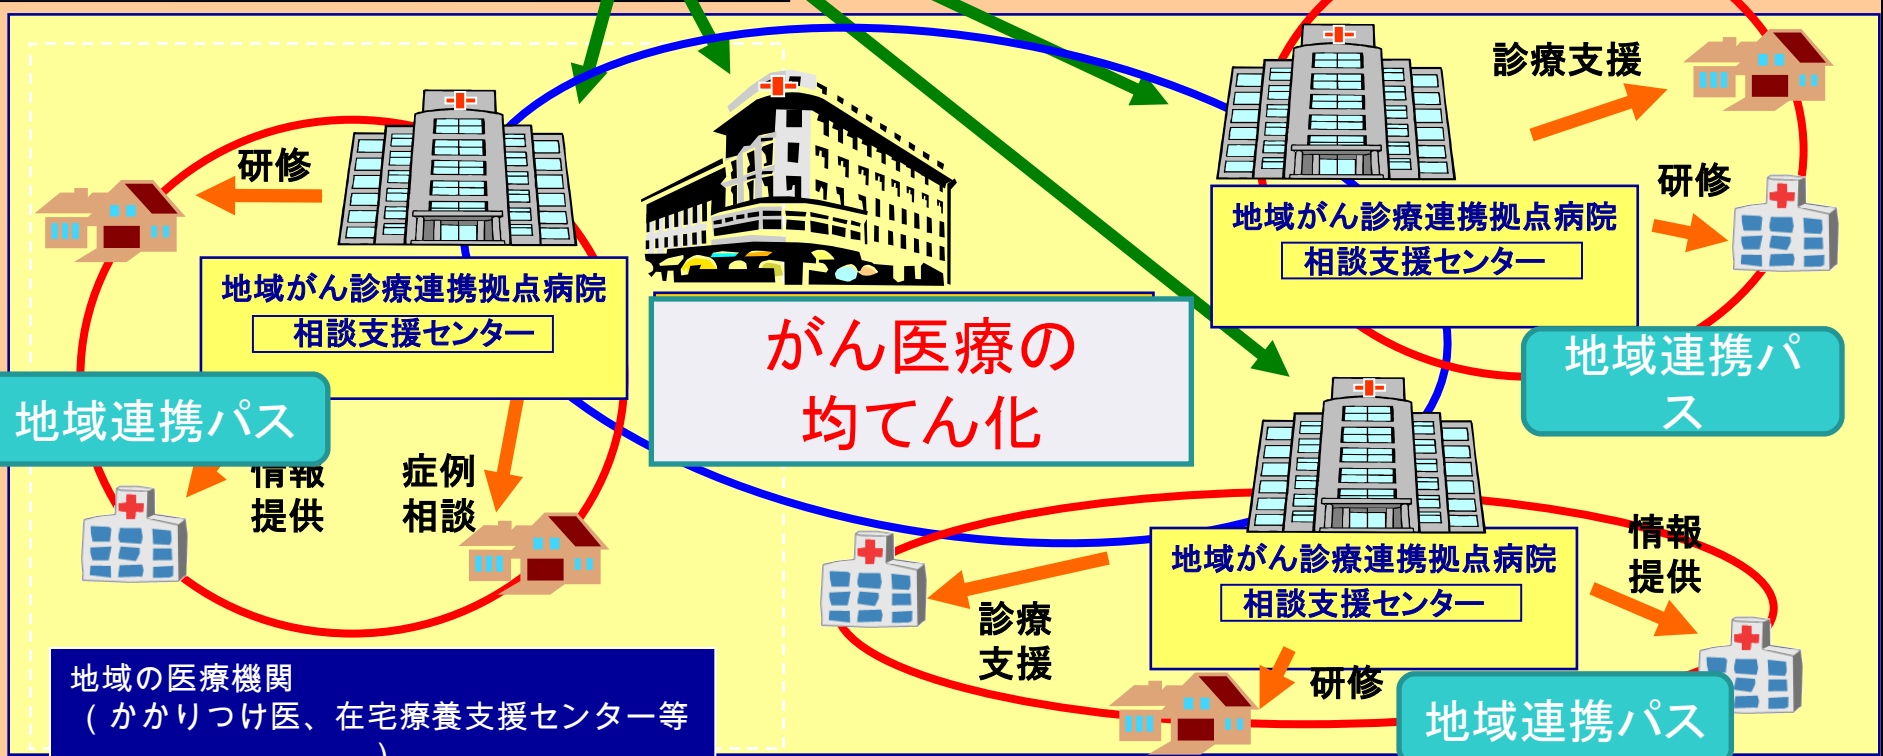 診療支援
研修
地域がん診療連携拠点病院
相談支援センター
地域連携パ
ス
研修
地域がん診療連携拠点病院
相談支援センター
地域連携パス
情報
提供
症例
相談
がん医療の
均てん化
地域がん診療連携拠点病院
相談支援センター
診療
支援
研修
情報
提供
地域連携パス
地域の医療機関
（かかりつけ医、在宅療養支援センター等
）